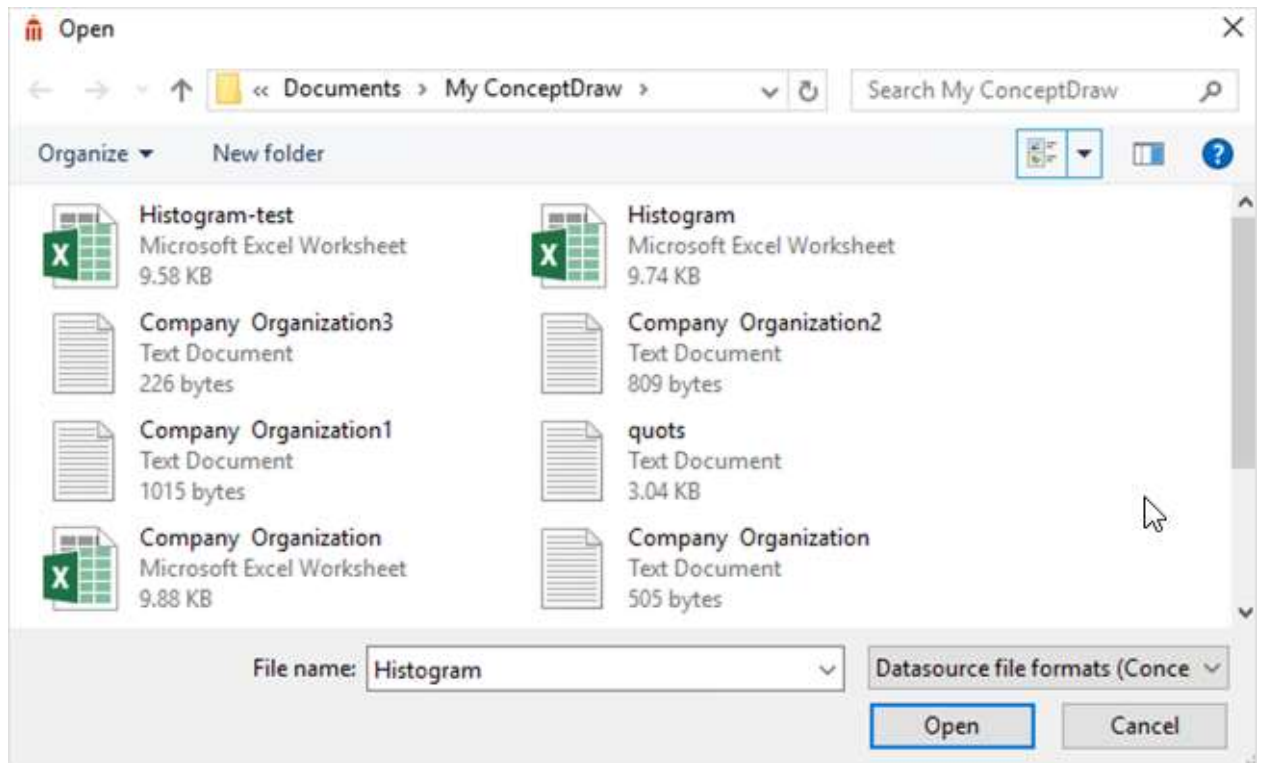 Open
« Documents › My ConceptDraw ›
Search My ConceptDraw
Organize
New folder
Histogram-test
Microsoft Excel Worksheet
9.58 KB
Histogram
Microsoft Excel Worksheet
9.74 KB
Company Organization3
Text Document
226 bytes
Company Organization2
Text Document
809 bytes
Company Organization1
Text Document
1015 bytes
quots
Text Document
3.04 KB
Company Organization
Microsoft Excel Worksheet
9.88 KB
Company Organization
Text Document
505 bytes
File name: Histogram
Datasource file formats (Conce
Open
Cancel